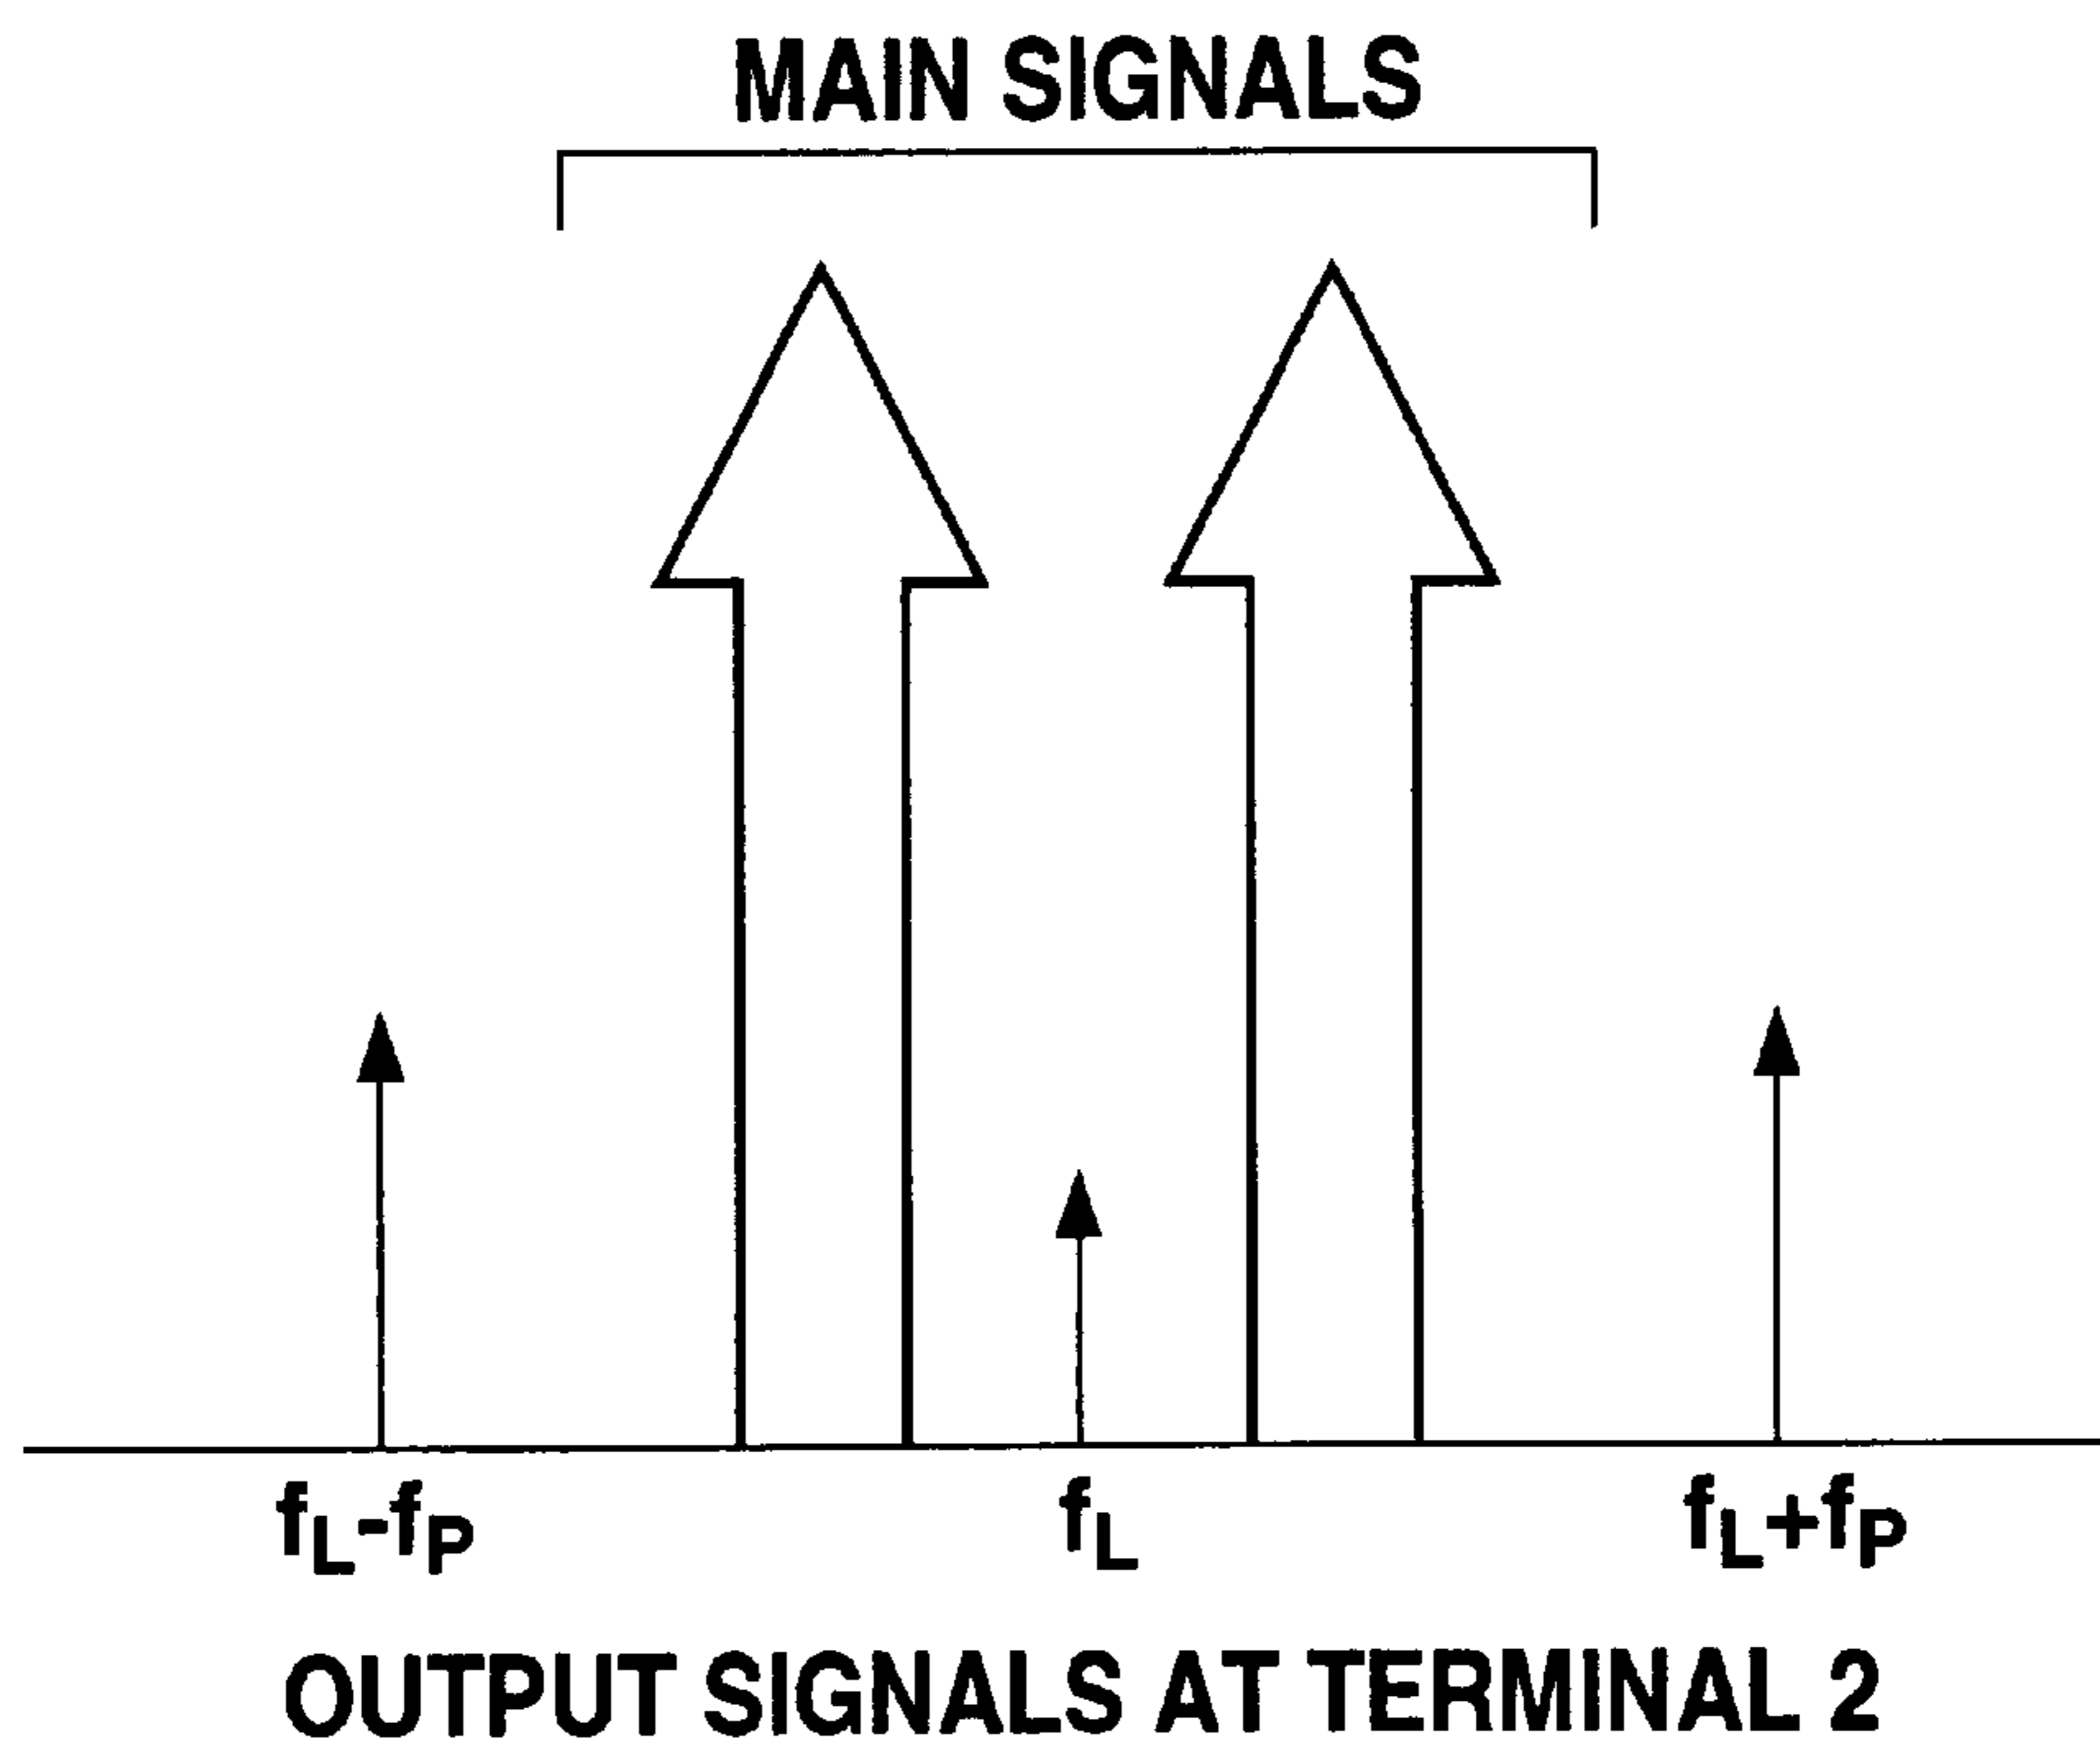 MAIN SIGNALS
fL-fP fL fL+fP
OUTPUT SIGNALS AT TERMINAL 2